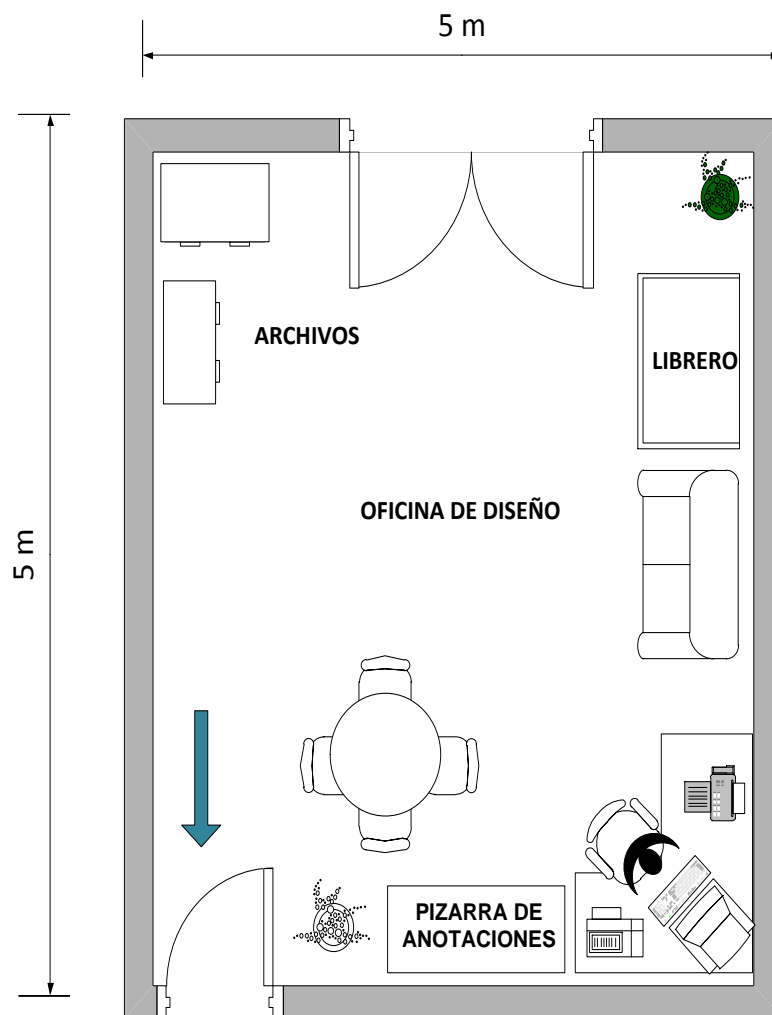 5 m
ARCHIVOS
LIBRERO
OFICINA DE DISEÑO
5 m
PIZARRA DE
ANOTACIONES